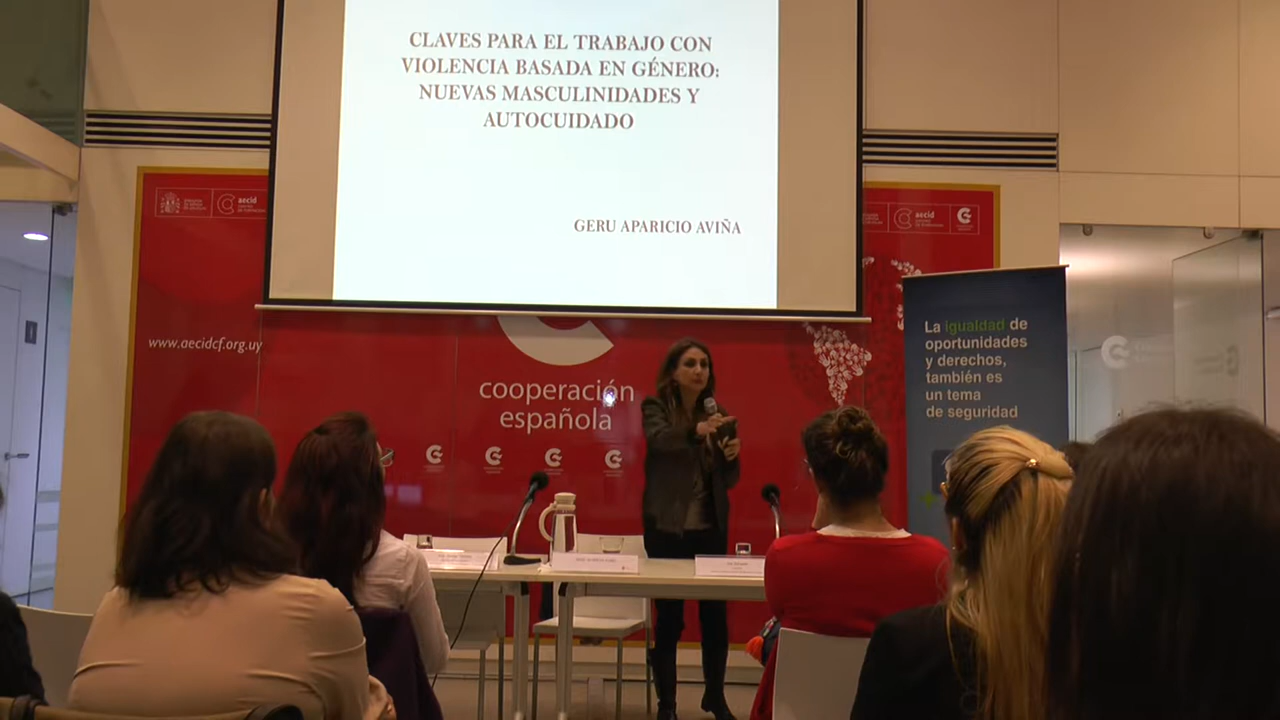 CLAVES PARA EL TRABAJO CON
VIOLENCIA BASADA EN GÉNERO:
NUEVAS MASCULINIDADES Y
AUTOCUIDADO
GERU APARICIO AVIÑA
aecid
aecid
www.aecidcf.org.uy
cooperación
española
La igualdad de
oportunidades
y derechos,
también es
un tema
de seguridad